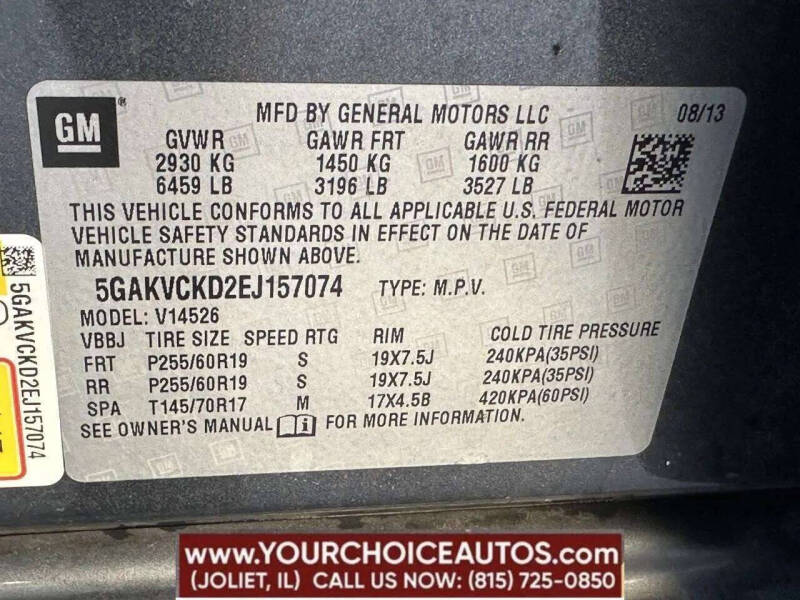 GM
MFD BY GENERAL MOTORS LLC 08/13
GVWR GAWR FRT GAWR RR
2930 KG 1450 KG 1600 KG
6459 LB 3196 LB 3527 LB
THIS VEHICLE CONFORMS TO ALL APPLICABLE U.S. FEDERAL MOTOR
VEHICLE SAFETY STANDARDS IN EFFECT ON THE DATE OF
MANUFACTURE SHOWN ABOVE.
5GAKVCKD2EJ157074 TYPE: M.P.V.
MODEL: V14526
VBBJ TIRE SIZE SPEED RTG RIM COLD TIRE PRESSURE
FRT P255/60R19 S 19X7.5J 240KPA(35PSI)
RR P255/60R19 S 19X7.5J 240KPA(35PSI)
SPA T145/70R17 M 17X4.5B 420KPA(60PSI)
SEE OWNER'S MANUAL FOR MORE INFORMATION.
5GAKVCKD2EJ157074
www.YOURCHOICEAUTOS.com
(JOLIET, IL) CALL US NOW: (815) 725-0850